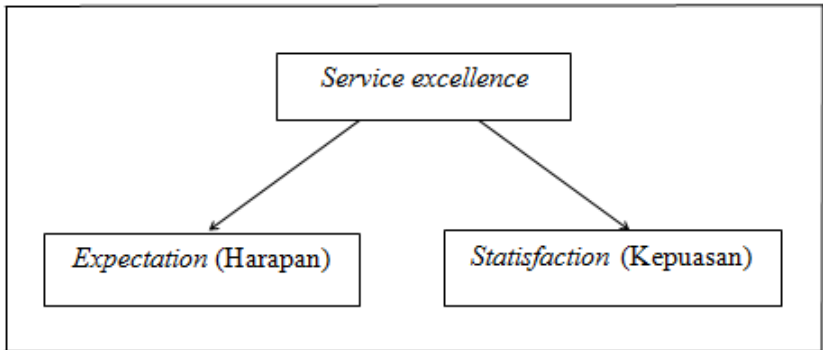 Service excellence
Expectation (Harapan)
Statisfaction (Kepuasan)